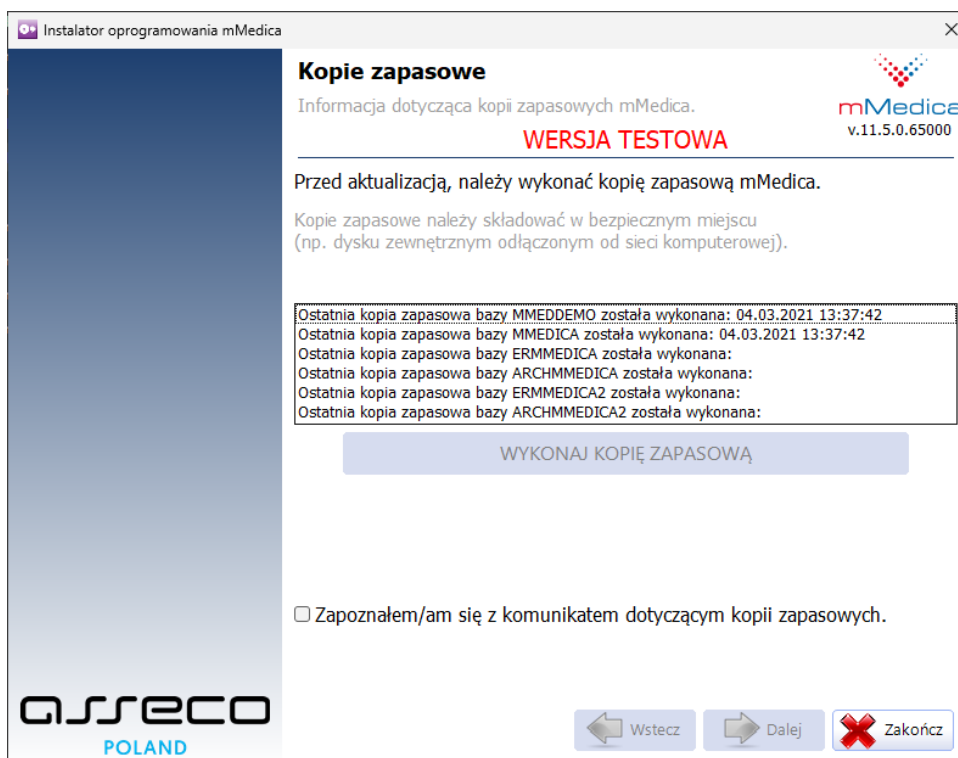 Instalator oprogramowania mMedica
Kopie zapasowe
Informacja dotycząca kopii zapasowych mMedica.
WERSJA TESTOWA
mMedica
v.11.5.0.65000
Przed aktualizacją, należy wykonać kopię zapasową mMedica.
Kopie zapasowe należy składować w bezpiecznym miejscu
(np. dysku zewnętrznym odłączonym od sieci komputerowej).
Ostatnia kopia zapasowa bazy MMEDDEMO została wykonana: 04.03.2021 13:37:42
Ostatnia kopia zapasowa bazy MMEDICA została wykonana: 04.03.2021 13:37:42
Ostatnia kopia zapasowa bazy ERMMEDICA została wykonana:
Ostatnia kopia zapasowa bazy ARCHMMEDICA została wykonana:
Ostatnia kopia zapasowa bazy ERMMEDICA2 została wykonana:
Ostatnia kopia zapasowa bazy ARCHMMEDICA2 została wykonana:
WYKONAJ KOPIĘ ZAPASOWĄ
Zapoznałem/am się z komunikatem dotyczącym kopii zapasowych.
asseco
POLAND
Wstecz
Dalej
Zakończ